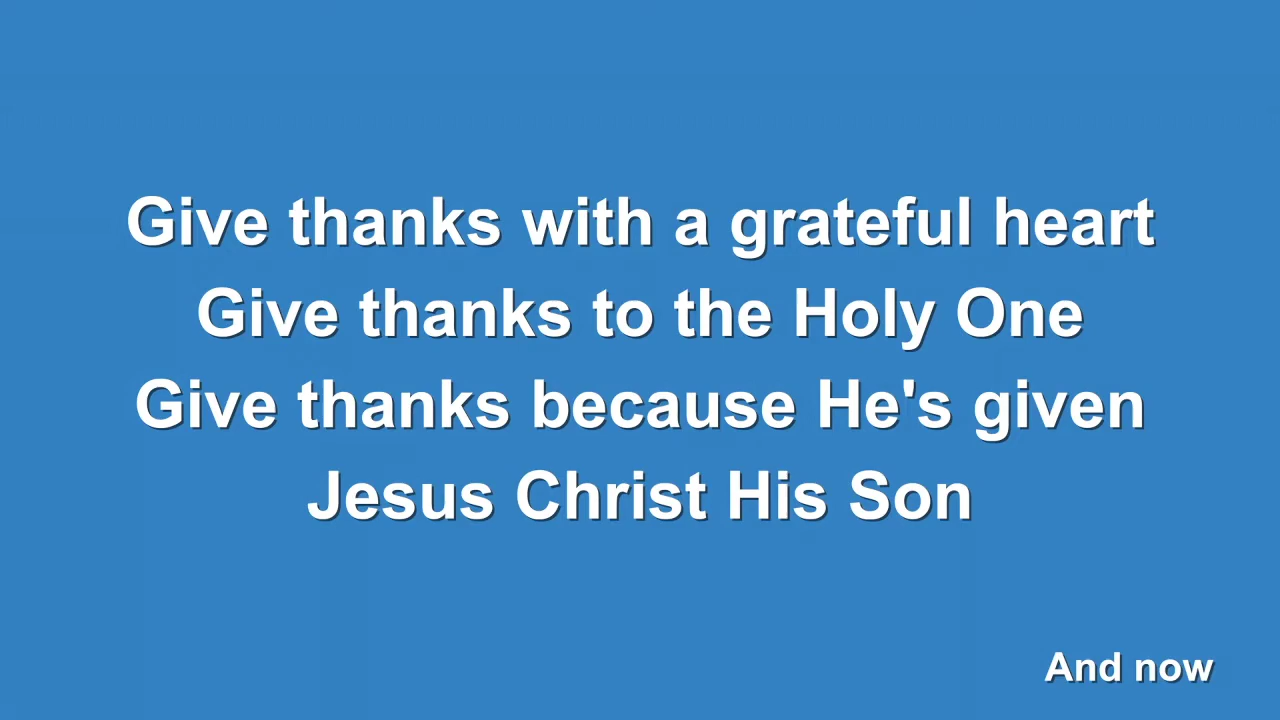 Give thanks with a grateful heart
Give thanks to the Holy One
Give thanks because He's given
Jesus Christ His Son
And now